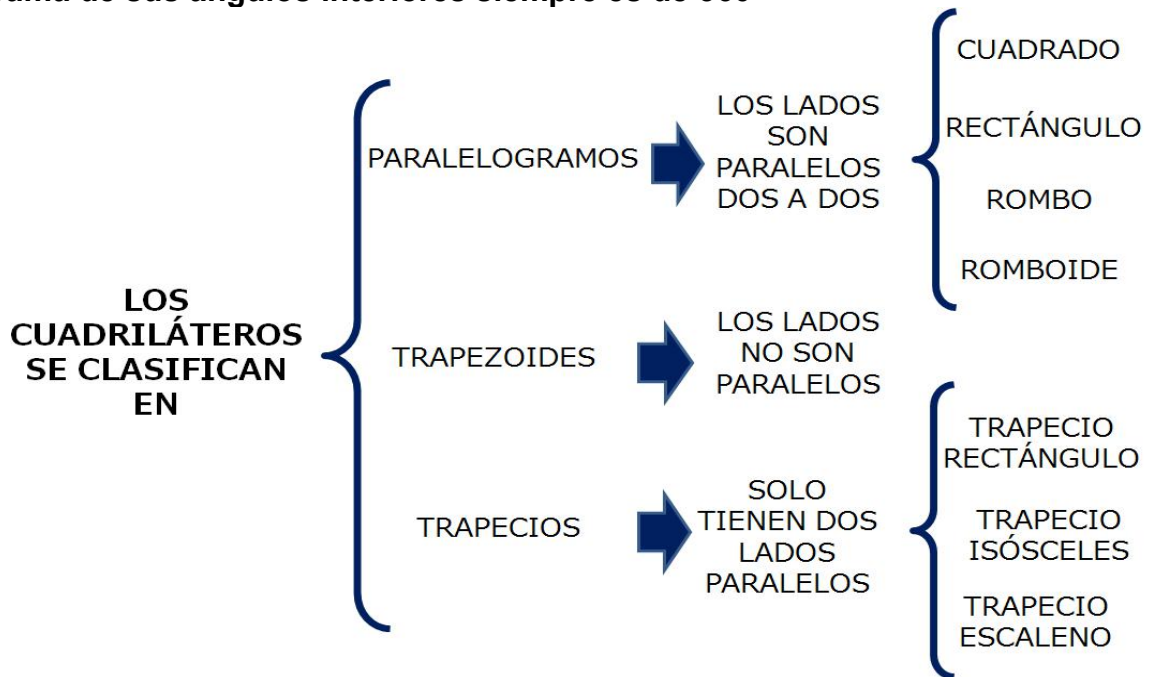 LOS
CUADRILÁTEROS
SE CLASIFICAN
EN
PARALELOGRAMOS
LOS LADOS
SON
PARALELOS
DOS A DOS
CUADRADO
RECTÁNGULO
ROMBO
ROMBOIDE
TRAPEZOIDES
LOS LADOS
NO SON
PARALELOS
TRAPECIOS
SOLO
TIENEN DOS
LADOS
PARALELOS
TRAPECIO
RECTÁNGULO
TRAPECIO
ISÓSCELES
TRAPECIO
ESCALENO